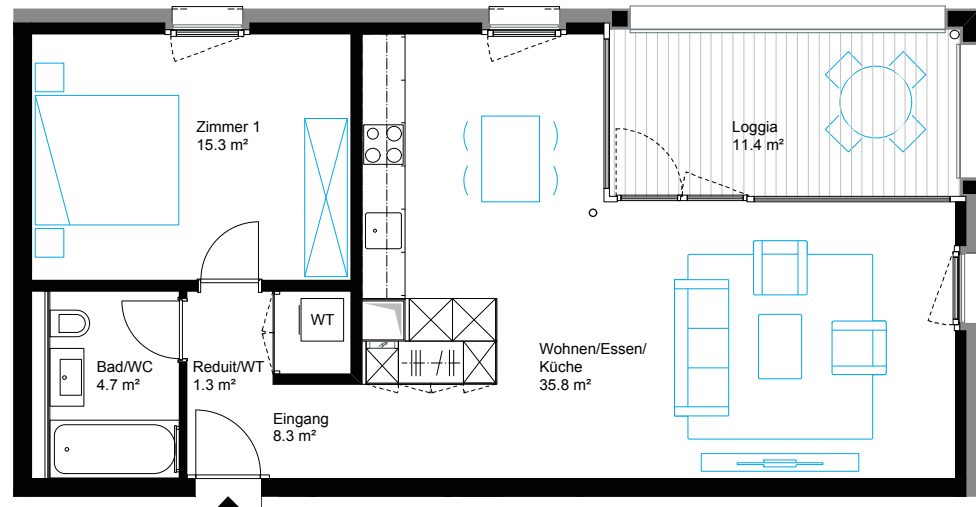 Zimmer 1
15.3 m²
Loggia
11.4 m²
WT
Wohnen/Essen/
Küche
35.8 m²
Bad/WC
4.7 m²
Reduit/WT
1.3 m²
Eingang
8.3 m²